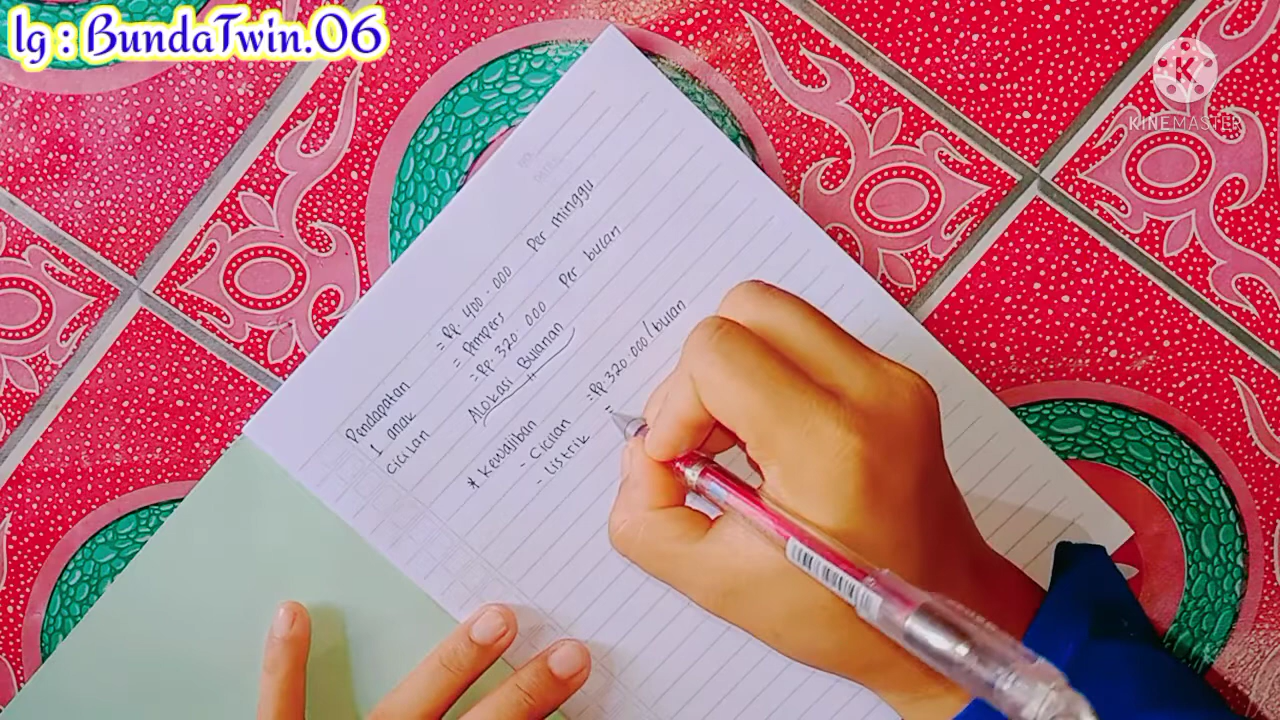 Ig : BundaTwin.06
KINEMASTER
Pendapatan = Rp. 400.000 Per minggu
1 anak = Pempers
cicilan = Rp. 320.000 Per bulan
Alokasi Bulanan
* Kewajiban
- Cicilan = Rp. 320.000/bulan
- Listrik =